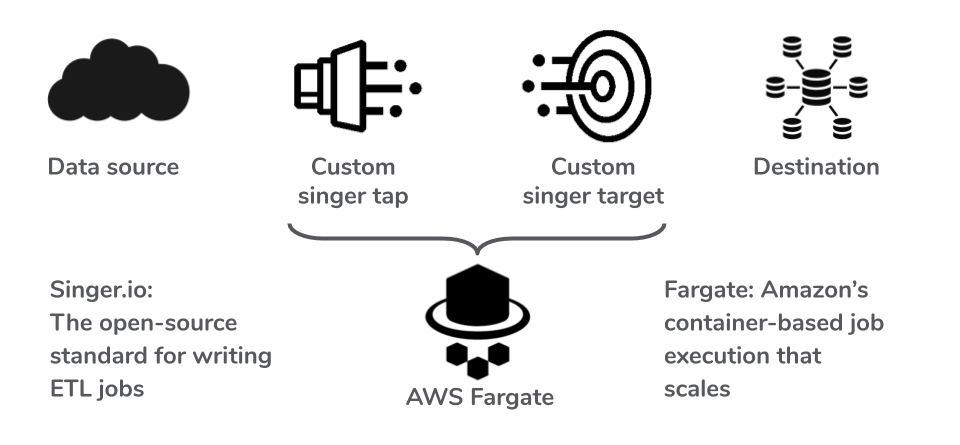 Data source
Custom
singer tap
Custom
singer target
Destination
Singer.io:
The open-source
standard for writing
ETL jobs
AWS Fargate
Fargate: Amazon’s
container-based job
execution that
scales